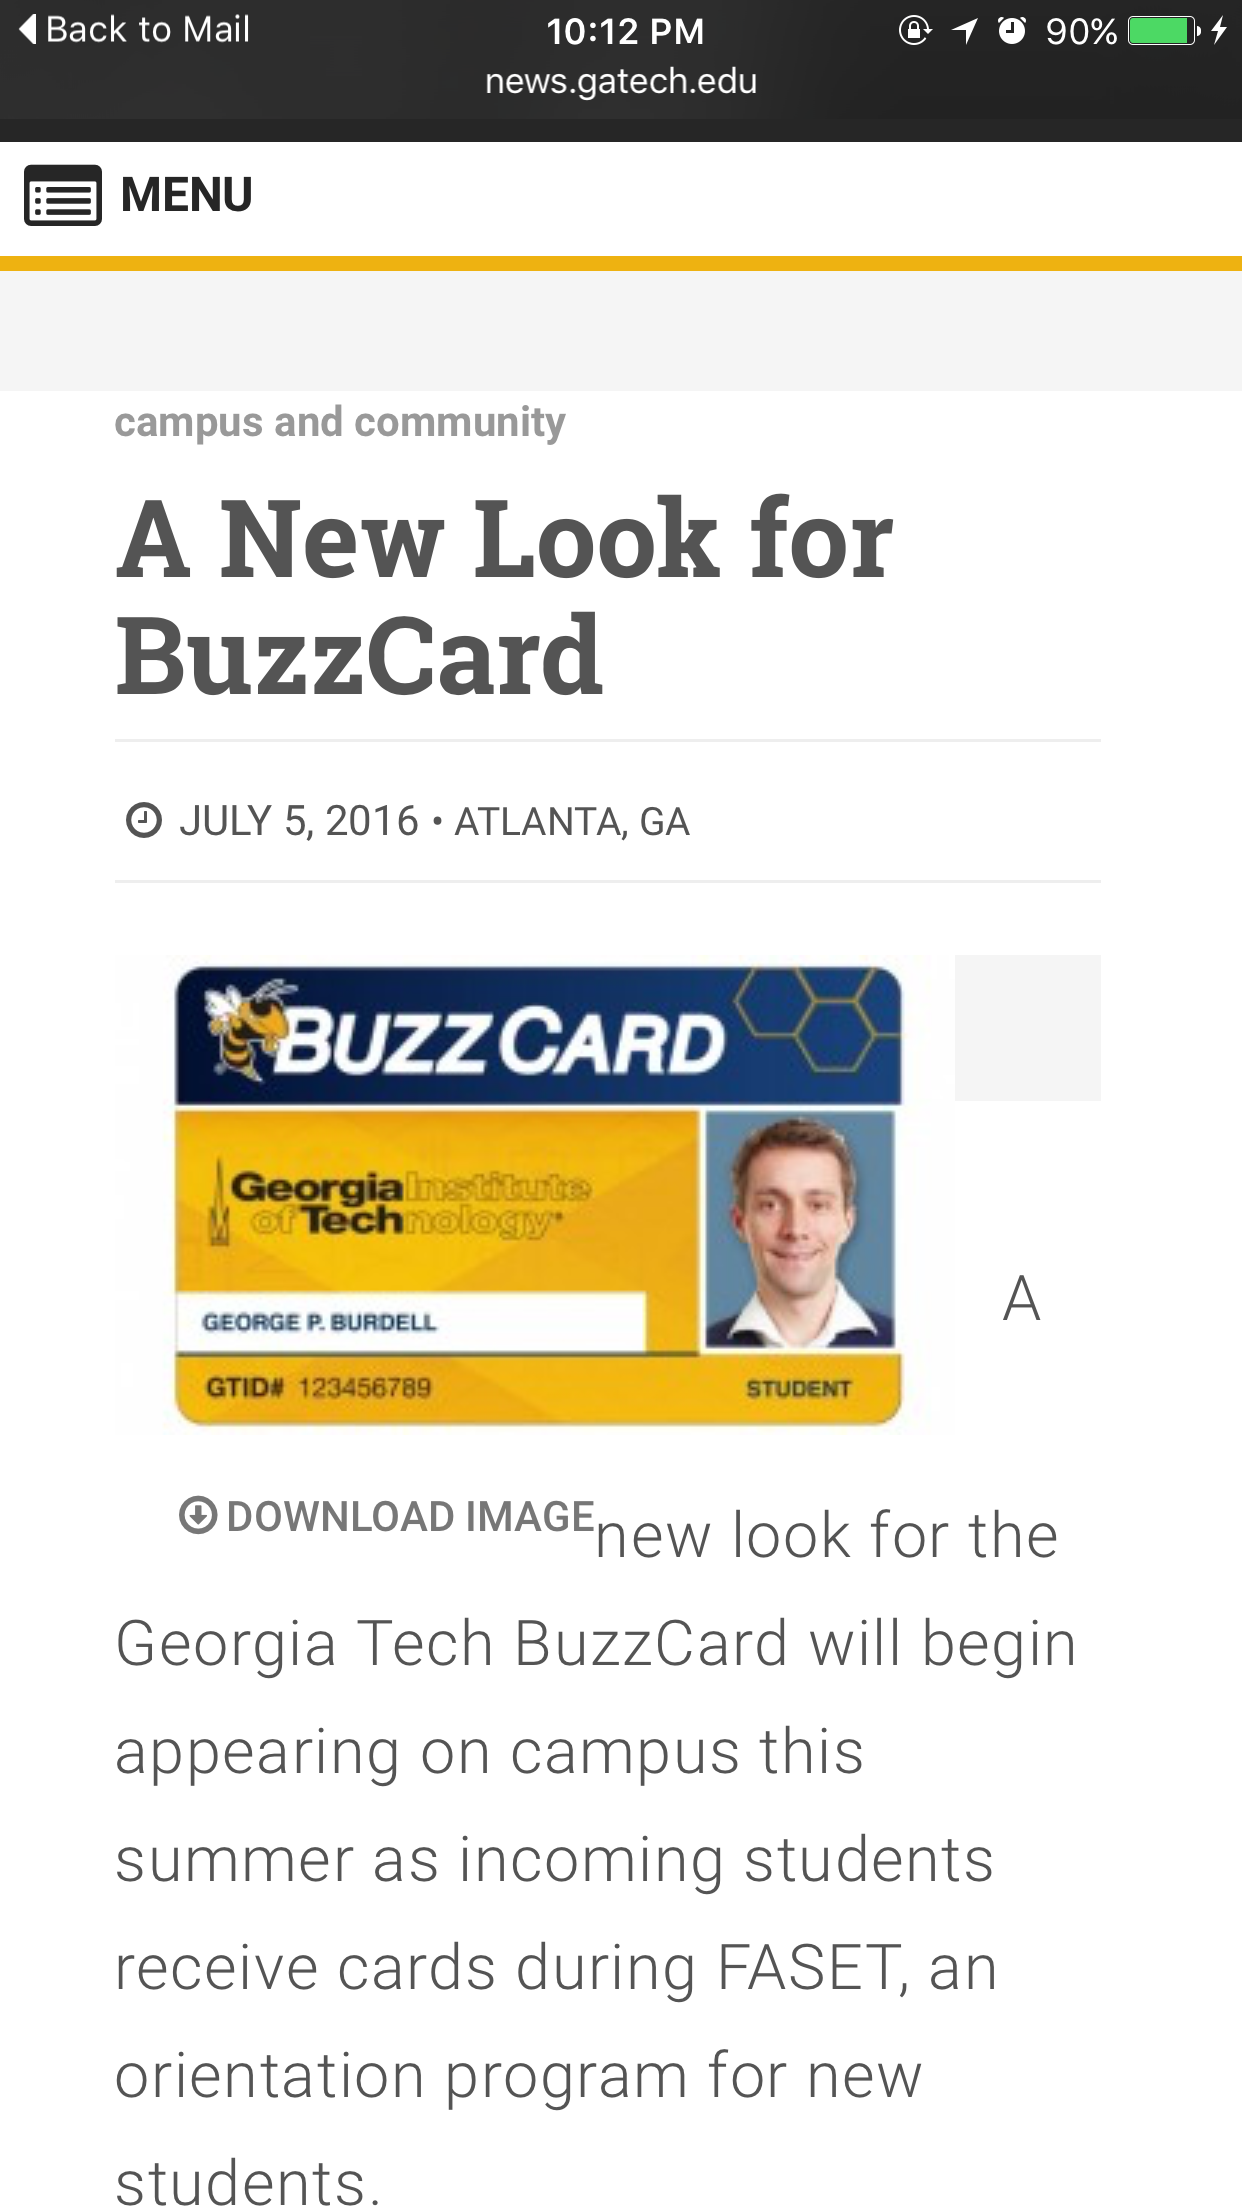 Back to Mail
10:12 PM
90%
news.gatech.edu
MENU
campus and community
A New Look for
BuzzCard
JULY 5, 2016 • ATLANTA, GA
BUZZCARD
Georgia Institute
of Technology
GEORGE P. BURDELL
GTID# 123456789
STUDENT
A
DOWNLOAD IMAGE
new look for the
Georgia Tech BuzzCard will begin
appearing on campus this
summer as incoming students
receive cards during FASET, an
orientation program for new
students.